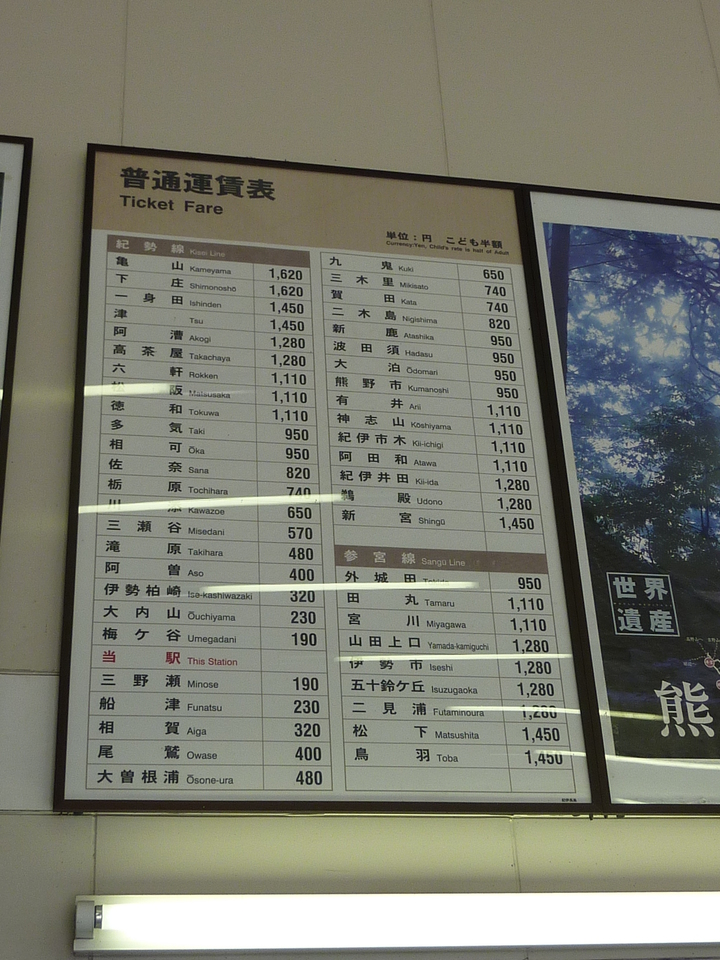 普通運賃表
Ticket Fare
単位：円 こども半額
Currency:Yen, Child's rate is half of Adult
紀勢線 Kisei Line
亀山 Kameyama 1,620
下庄 Shimonoshō 1,620
一身田 Ishinden 1,450
津 Tsu 1,450
阿漕 Akogi 1,280
高茶屋 Takachaya 1,280
六軒 Rokken 1,110
松阪 Matsusaka 1,110
徳和 Tokuwa 1,110
多気 Taki 950
相可 Ōka 950
佐奈 Sana 820
栃原 Tochihara 740
川添 Kawazoe 650
三瀬谷 Misedani 570
滝原 Takihara 480
阿曽 Aso 400
伊勢柏崎 Ise-kashiwazaki 320
大内山 Ōuchiyama 230
梅ケ谷 Umegadani 190
当駅 This Station
三野瀬 Minose 190
船津 Funatsu 230
相賀 Aiga 320
尾鷲 Owase 400
大曽根浦 Ōsone-ura 480
九鬼 Kuki 650
三木里 Mikisato 740
賀田 Kata 740
二木島 Nigishima 820
新鹿 Atashika 950
波田須 Hadasu 950
大泊 Ōdomari 950
熊野市 Kumanoshi 950
有井 Arii 1,110
神志山 Kōshiyama 1,110
紀伊市木 Kii-ichigi 1,110
阿田和 Atawa 1,110
紀伊井田 Kii-ida 1,280
鵜殿 Udono 1,280
新宮 Shingū 1,450
参宮線 Sangū Line
外城田 Tokida 950
田丸 Tamaru 1,110
宮川 Miyagawa 1,110
山田上口 Yamada-kamiguchi 1,280
伊勢市 Iseshi 1,280
五十鈴ケ丘 Isuzugaoka 1,280
二見浦 Futaminoura 1,280
松下 Matsushita 1,450
鳥羽 Toba 1,450
世界
遺産
熊